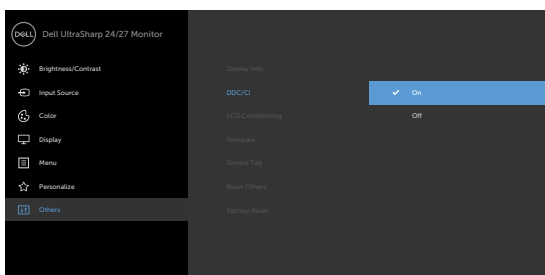 DELL
Dell UltraSharp 24/27 Monitor
Brightness/Contrast
Input Source
Color
Display
Menu
Personalize
Others
Display Info
DDC/CI
LCD Conditioning
Firmware
Service Tag
Reset Others
Factory Reset
On
Off